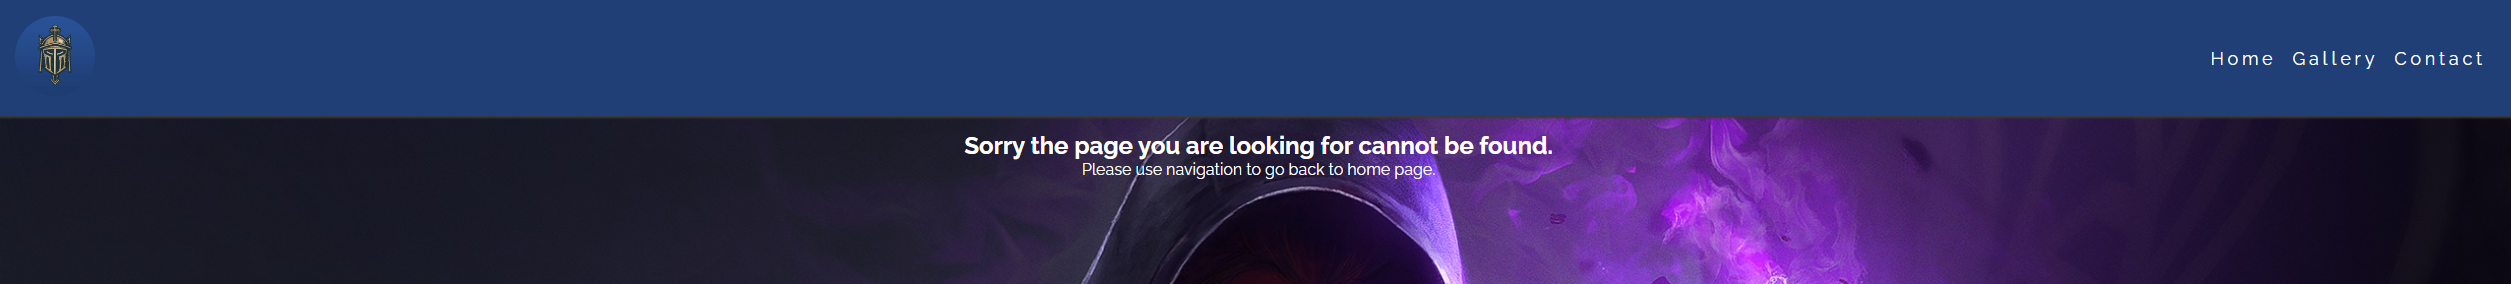 Home Gallery Contact
Sorry the page you are looking for cannot be found.
Please use navigation to go back to home page.